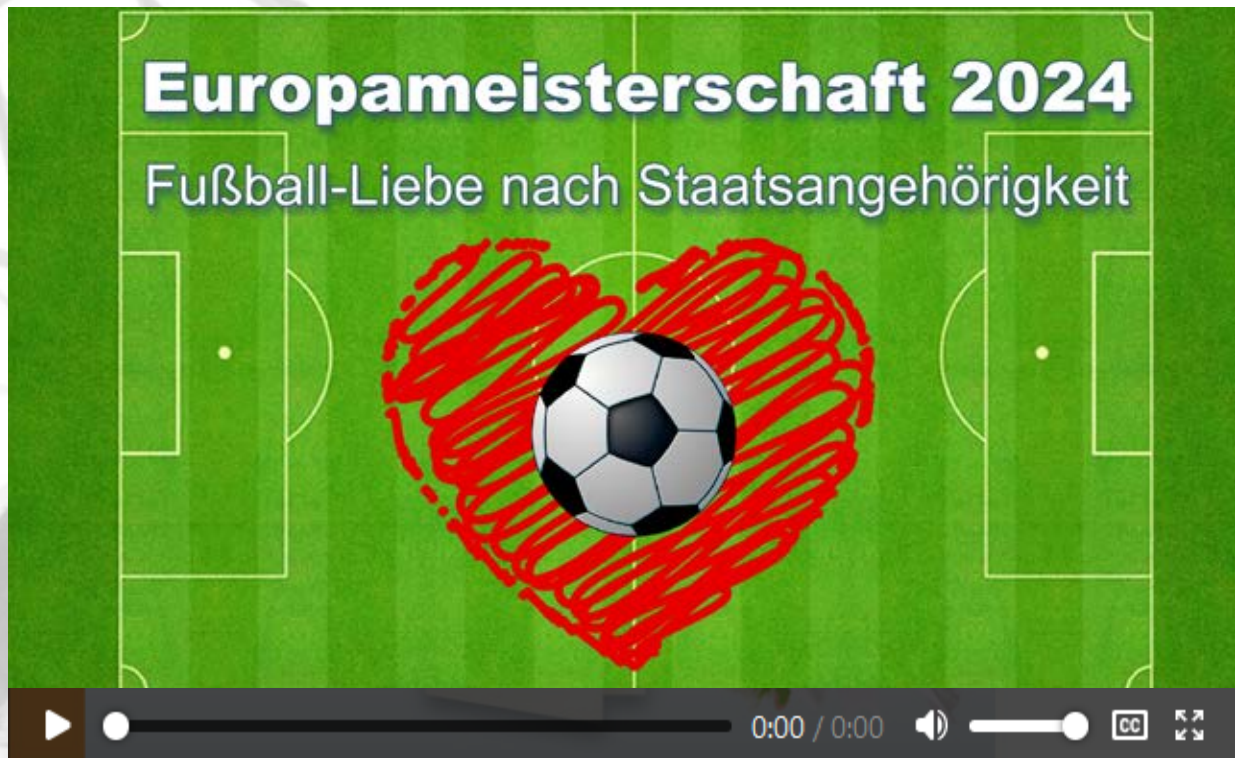 Europameisterschaft 2024
Fußball-Liebe nach Staatsangehörigkeit
0:00 / 0:00 CC